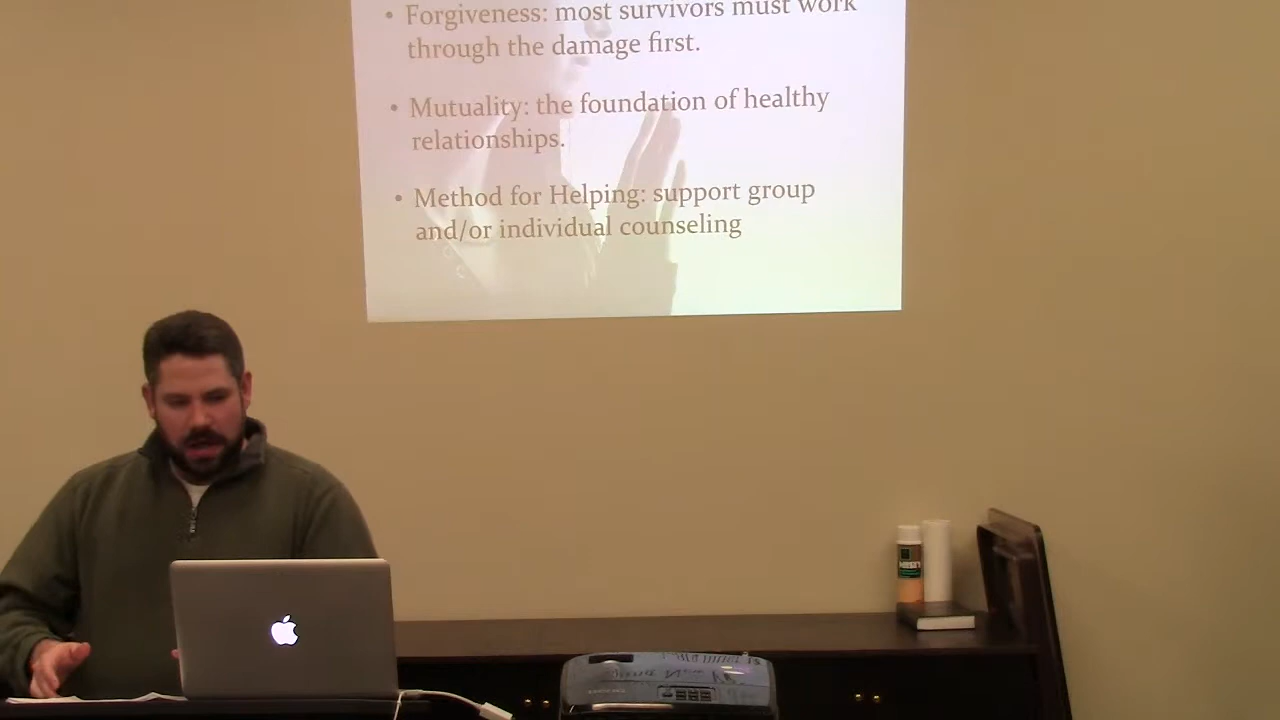 • Forgiveness: most survivors must work
through the damage first.
• Mutuality: the foundation of healthy
relationships.
• Method for Helping: support group
and/or individual counseling